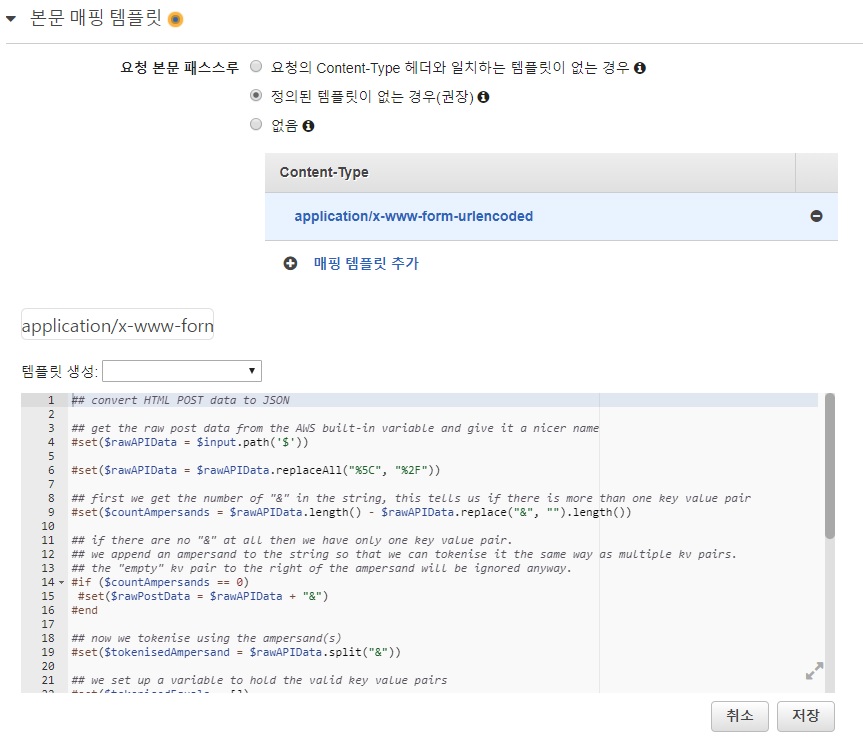 본문 매핑 템플릿
요청 본문 패스스루
요청의 Content-Type 헤더와 일치하는 템플릿이 없는 경우
정의된 템플릿이 없는 경우(권장)
없음
Content-Type
application/x-www-form-urlencoded
매핑 템플릿 추가
application/x-www-forn
템플릿 생성:
1 ## convert HTML POST data to JSON
2
3 ## get the raw post data from the AWS built-in variable and give it a nicer name
4 #set($rawAPIData = $input.path('$'))
5
6 #set($rawAPIData = $rawAPIData.replaceAll("%5C", "%2F"))
7
8 ## first we get the number of "&" in the string, this tells us if there is more than one key value pair
9 #set($countAmpersands = $rawAPIData.length() - $rawAPIData.replace("&", "").length())
10
11 ## if there are no "&" at all then we have only one key value pair.
12 ## we append an ampersand to the string so that we can tokenise it the same way as multiple kv pairs.
13 ## the "empty" kv pair to the right of the ampersand will be ignored anyway.
14 #if ($countAmpersands == 0)
15 #set($rawPostData = $rawAPIData + "&")
16 #end
17
18 ## now we tokenise using the ampersand(s)
19 #set($tokenisedAmpersand = $rawAPIData.split("&"))
20
21 ## we set up a variable to hold the valid key value pairs
취소
저장